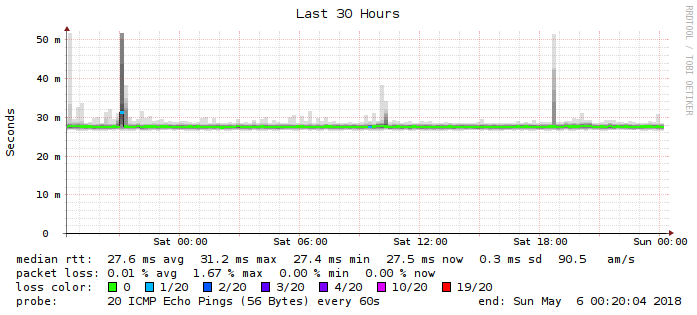 Last 30 Hours
RRDTOOL / TOBI OETIKER
Seconds
50 m
40 m
30 m
20 m
10 m
0
Sat 00:00 Sat 06:00 Sat 12:00 Sat 18:00 Sun 00:00
median rtt: 27.6 ms avg 31.2 ms max 27.4 ms min 27.5 ms now 0.3 ms sd 90.5 am/s
packet loss: 0.01 % avg 1.67 % max 0.00 % min 0.00 % now
loss color: 0 1/20 2/20 3/20 4/20 10/20 19/20
probe: 20 ICMP Echo Pings (56 Bytes) every 60s end: Sun May 6 00:20:04 2018